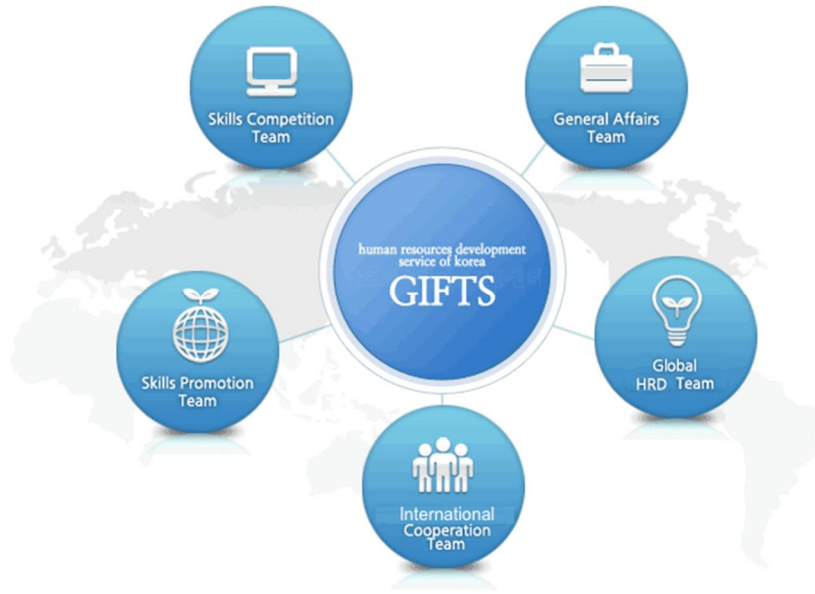 Skills Competition
Team
General Affairs
Team
human resources development
service of korea
GIFTS
Skills Promotion
Team
Global
HRD Team
International
Cooperation
Team